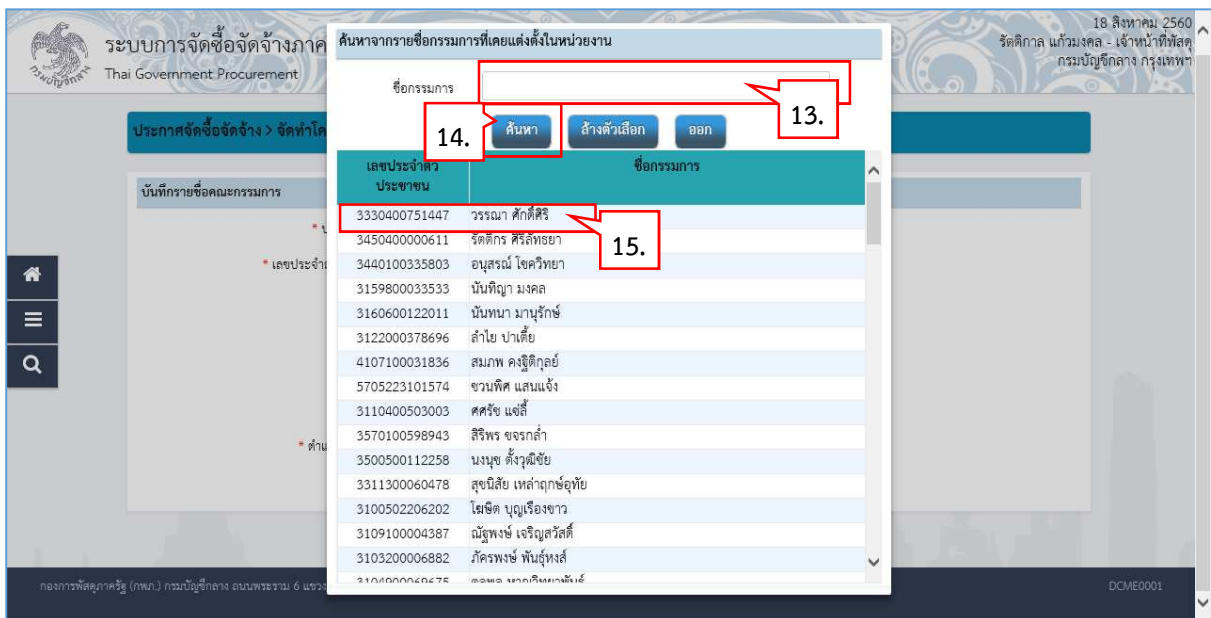 18 สิงหาคม 2560
รัตติกาล แก้วมงคล - เจ้าหน้าที่พัสดุ
กรมบัญชีกลาง กรุงเทพฯ
ระบบการจัดซื้อจัดจ้างภาค
Thai Government Procurement
ค้นหาจากรายชื่อกรรมการที่เคยแต่งตั้งในหน่วยงาน
ชื่อกรรมการ
13.
14.
ค้นหา ล้างตัวเลือก ออก
ประกาศจัดซื้อจัดจ้าง > จัดทำโค
เลขประจำตัวประชาชน ชื่อกรรมการ
บันทึกรายชื่อคณะกรรมการ
* เลขประจำ
* ตำแ
3330400751447 วรรณา ศักดิ์ศิริ
15.
3450400000611 รัตติกร ศิริลัทธยา
3440100335803 อนุสรณ์ โชควิทยา
3159800033533 นันทิญา มงคล
3160600122011 นันทนา มานุรักษ์
3122000378696 ลำไย ปาเตี้ย
4107100031836 สมภพ คงฐิติกุลย์
5705223101574 ชวนพิศ แสนแจ้ง
3110400503003 ศศรัช แซ่ลี้
3570100598943 สิริพร ขจรกล่ำ
3500500112258 นงนุช ตั้งวุฒิชัย
3311300060478 สุขนิสัย เหล่าฤกษ์อุทัย
3100502206202 โฆษิต บุญเรืองขาว
3109100004387 ณัฐพงษ์ เจริญสวัสดิ์
3103200006882 ภัครพงษ์ พันธุ์หงส์
3104900069675
กองการพัสดุภาครัฐ (กพภ.) กรมบัญชีกลาง ถนนพระราม 6 แขวง
DCME0001